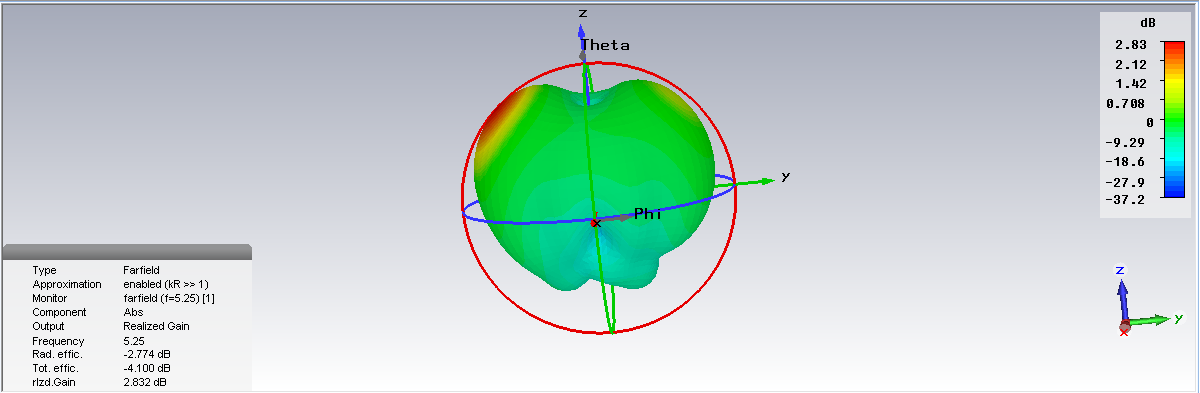 z
Theta
y
Phi
x
dB
2.83
2.12
1.42
0.708
0
-9.29
-18.6
-27.9
-37.2
Type Farfield
Approximation enabled (kR >> 1)
Monitor farfield (f=5.25) [1]
Component Abs
Output Realized Gain
Frequency 5.25
Rad. effic. -2.774 dB
Tot. effic. -4.100 dB
rlzd.Gain 2.832 dB
z
y
x